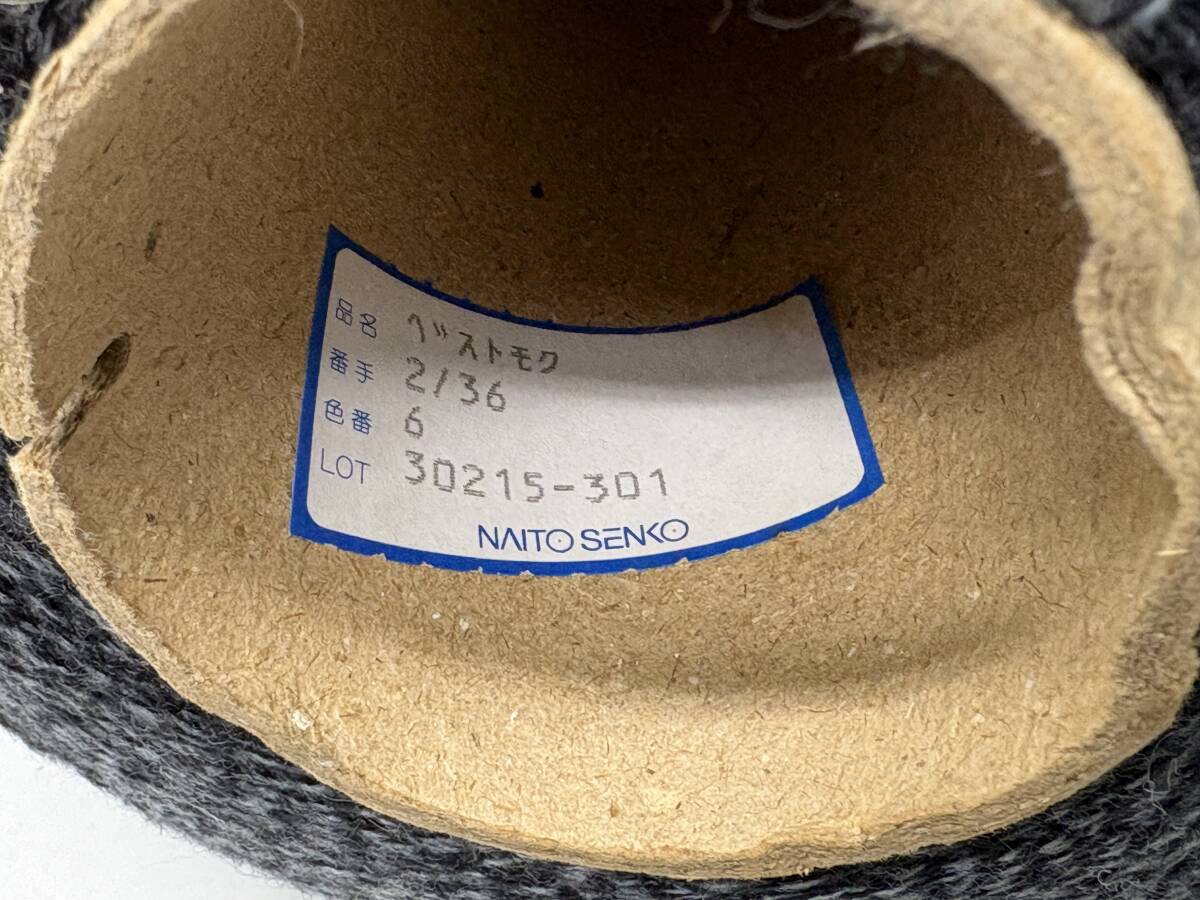 品名 ベストモク
番手 2/36
色番 6
LOT 30215-301
NAITO SENKO